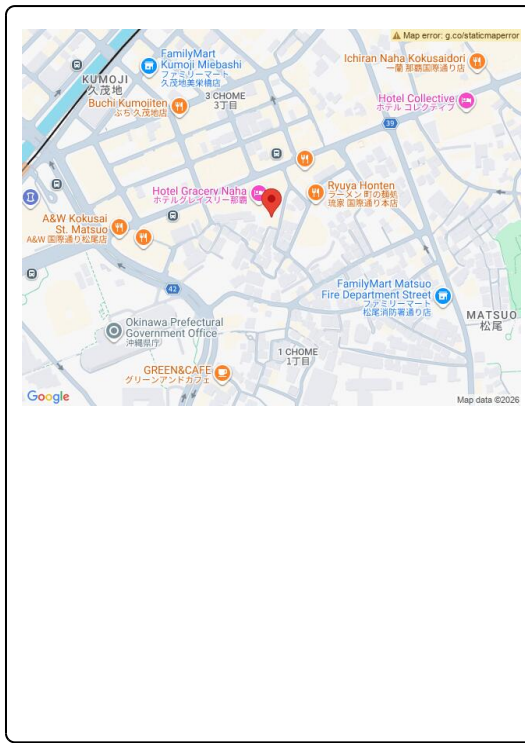 Map error: g.co/staticmaperror
FamilyMart
Kumoji Miebashi
ファミリーマート
久茂地美栄橋店
Ichiran Naha Kokusaidori
一蘭 那覇国際通り店
KUMOJI
久茂地
3 CHOME
3丁目
Buchi Kumoiiten
ぶち 久茂地店
Hotel Collective
ホテル コレクティブ
39
Hotel Gracery Naha
ホテルグレイスリー那覇
Ryuya Honten
ラーメン 町の麺処
琉家 国際通り本店
A&W Kokusai
St. Matsuo
A&W 国際通り松尾店
42
FamilyMart Matsuo
Fire Department Street
ファミリーマート
松尾消防署通り店
MATSUO
松尾
Okinawa Prefectural
Government Office
沖縄県庁
1 CHOME
1丁目
GREEN&CAFE
グリーンアンドカフェ
Google
Map data ©2026